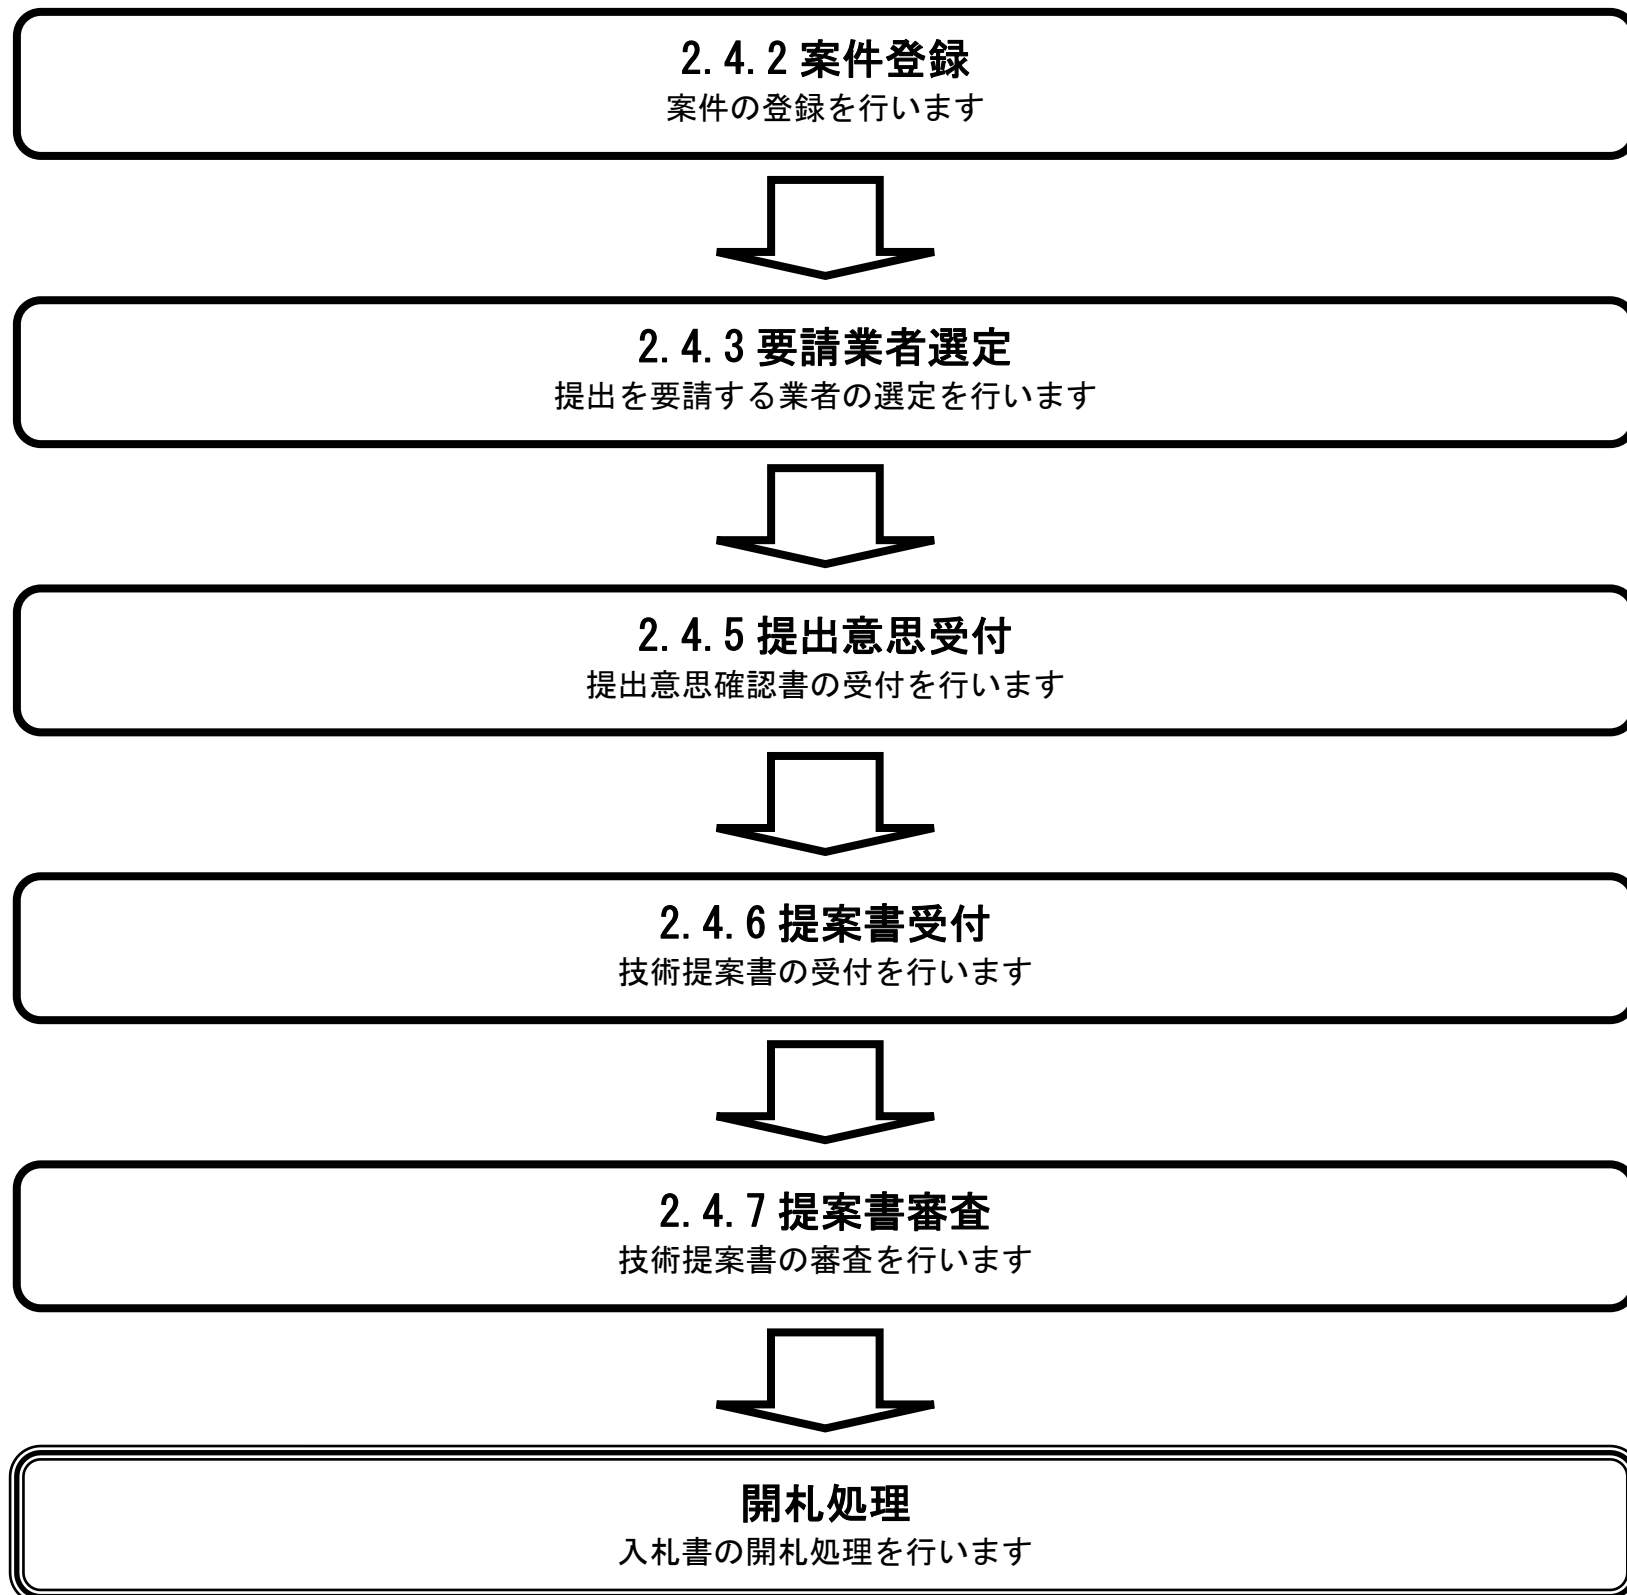 2.4.2 案件登録
案件の登録を行います
2.4.3 要請業者選定
提出を要請する業者の選定を行います
2.4.5 提出意思受付
提出意思確認書の受付を行います
2.4.6 提案書受付
技術提案書の受付を行います
2.4.7 提案書審査
技術提案書の審査を行います
開札処理
入札書の開札処理を行います